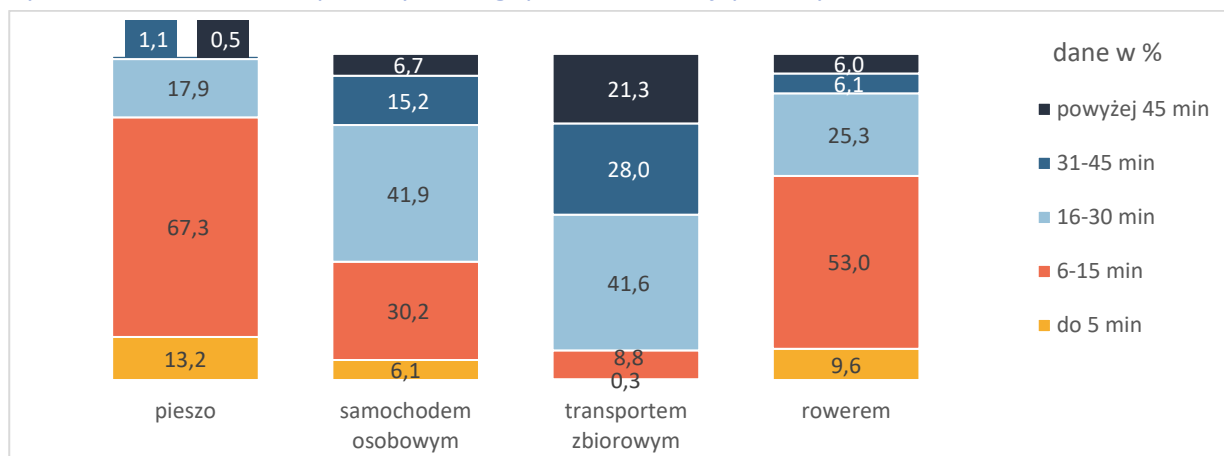 1,1 0,5
17,9
67,3
13,2
pieszo
6,7
15,2
41,9
30,2
6,1
samochodem
osobowym
21,3
28,0
41,6
8,8
0,3
transportem
zbiorowym
6,0
6,1
25,3
53,0
9,6
rowerem
dane w %
powyżej 45 min
31-45 min
16-30 min
6-15 min
do 5 min